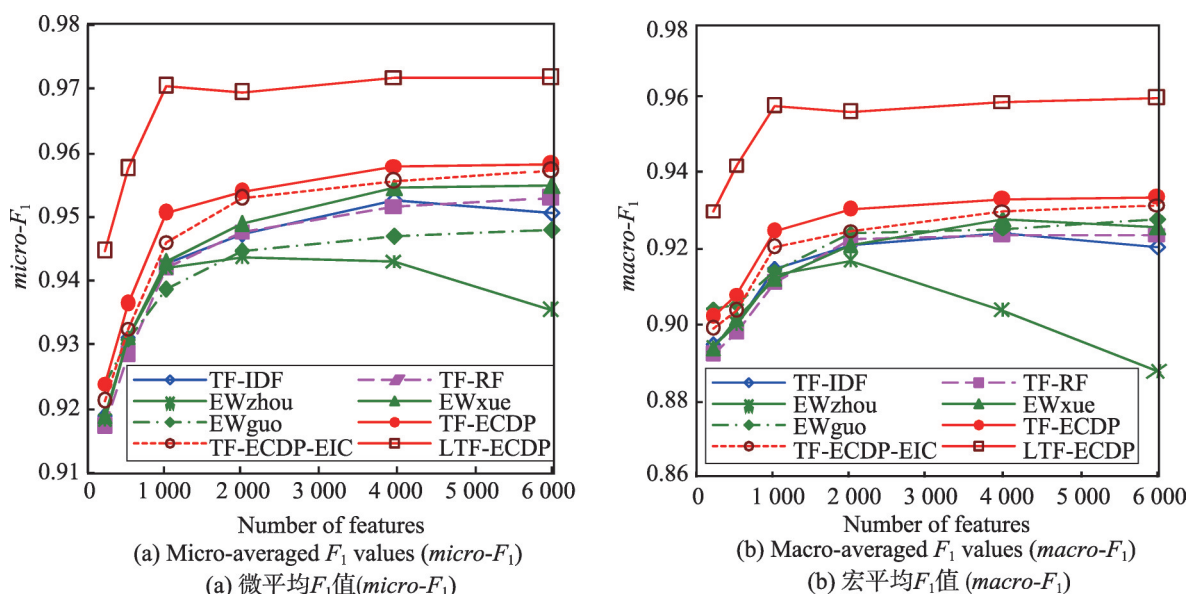 0.98
0.97
0.96
0.95
0.94
0.93
0.92
0.91
micro-F₁
TF-IDF
TF-RF
EWzhou
EWxue
EWguo
TF-ECDP
TF-ECDP-EIC
LTF-ECDP
0 1 000 2 000 3 000 4 000 5 000 6 000
Number of features
(a) Micro-averaged F₁ values (micro-F₁)
(a) 微平均F₁值(micro-F₁)
0.98
0.96
0.94
0.92
0.90
0.88
0.86
macro-F₁
TF-IDF
TF-RF
EWzhou
EWxue
EWguo
TF-ECDP
TF-ECDP-EIC
LTF-ECDP
0 1 000 2 000 3 000 4 000 5 000 6 000
Number of features
(b) Macro-averaged F₁ values (macro-F₁)
(b) 宏平均F₁值 (macro-F₁)